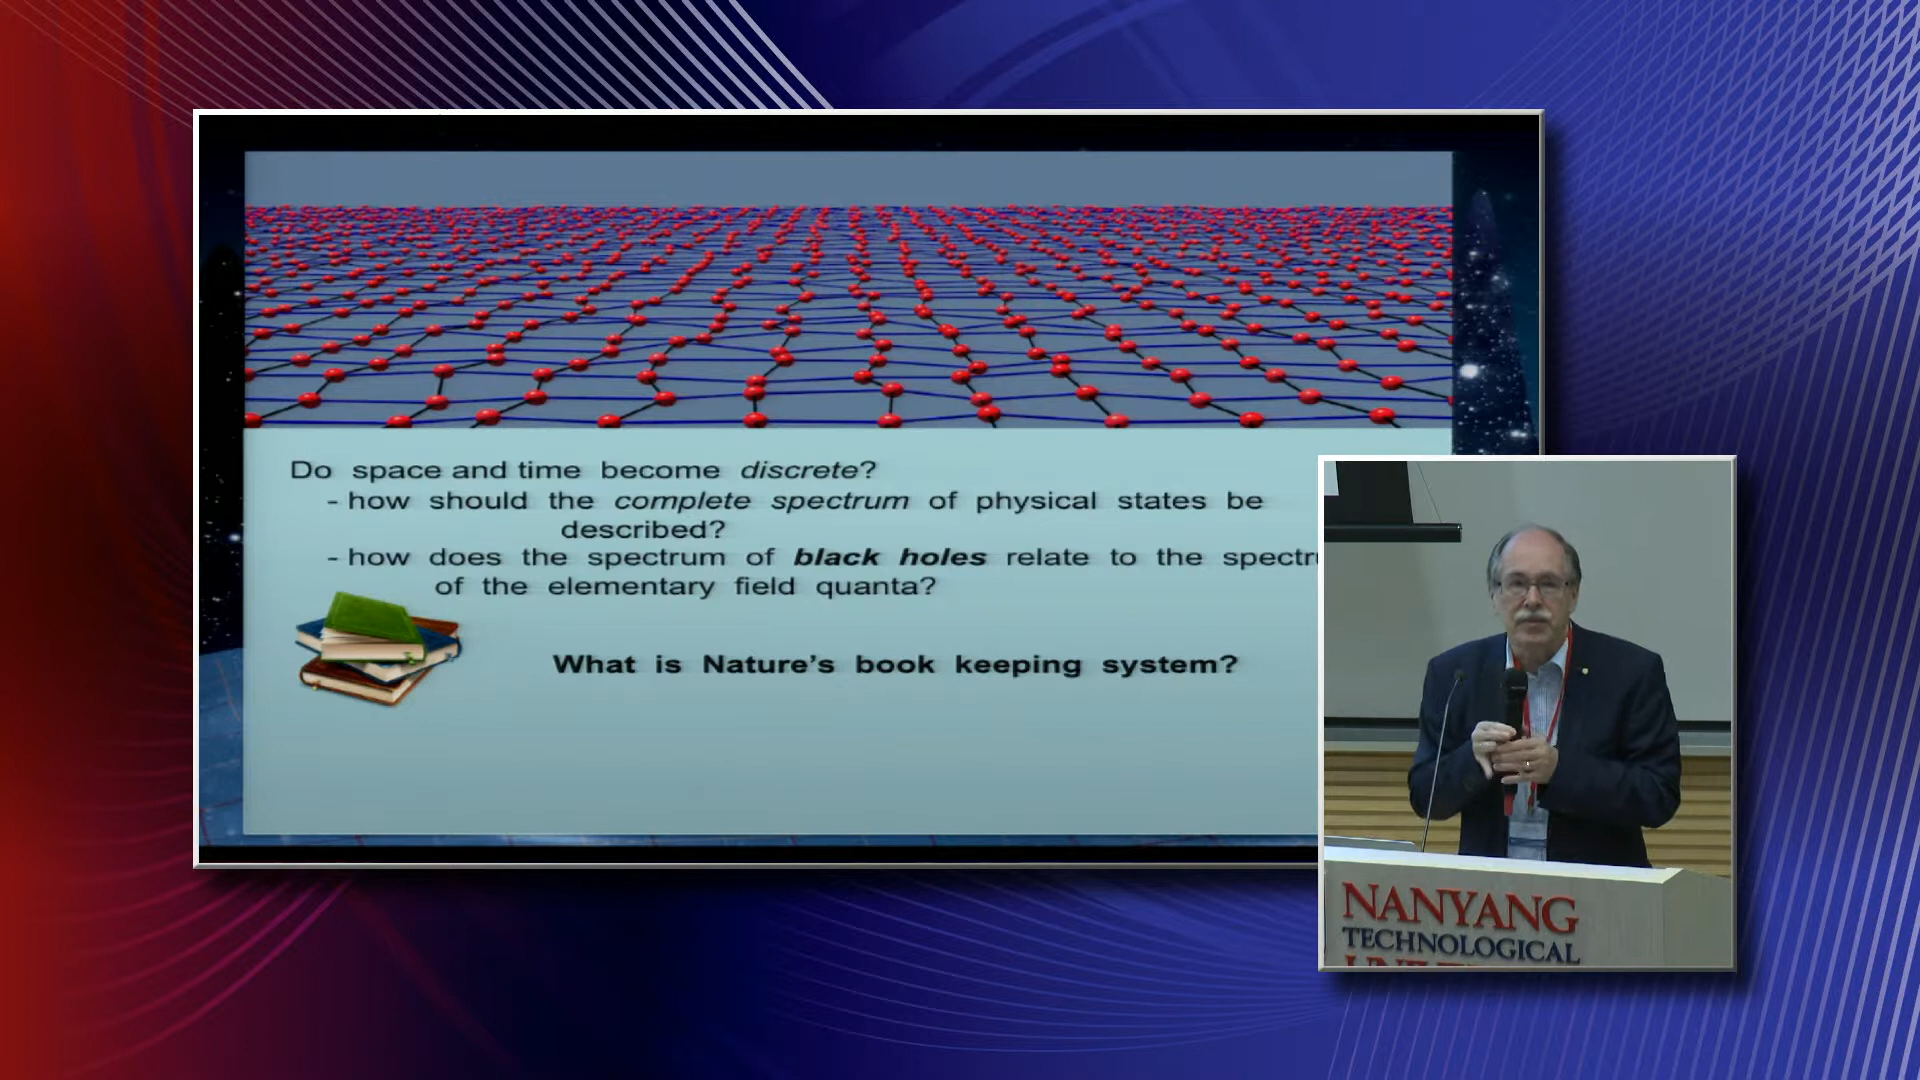 Do space and time become discrete?
- how should the complete spectrum of physical states be
described?
- how does the spectrum of black holes relate to the
of the elementary field quanta?
What is Nature's book keeping system?
NANYANG
TECHNOLOGICAL